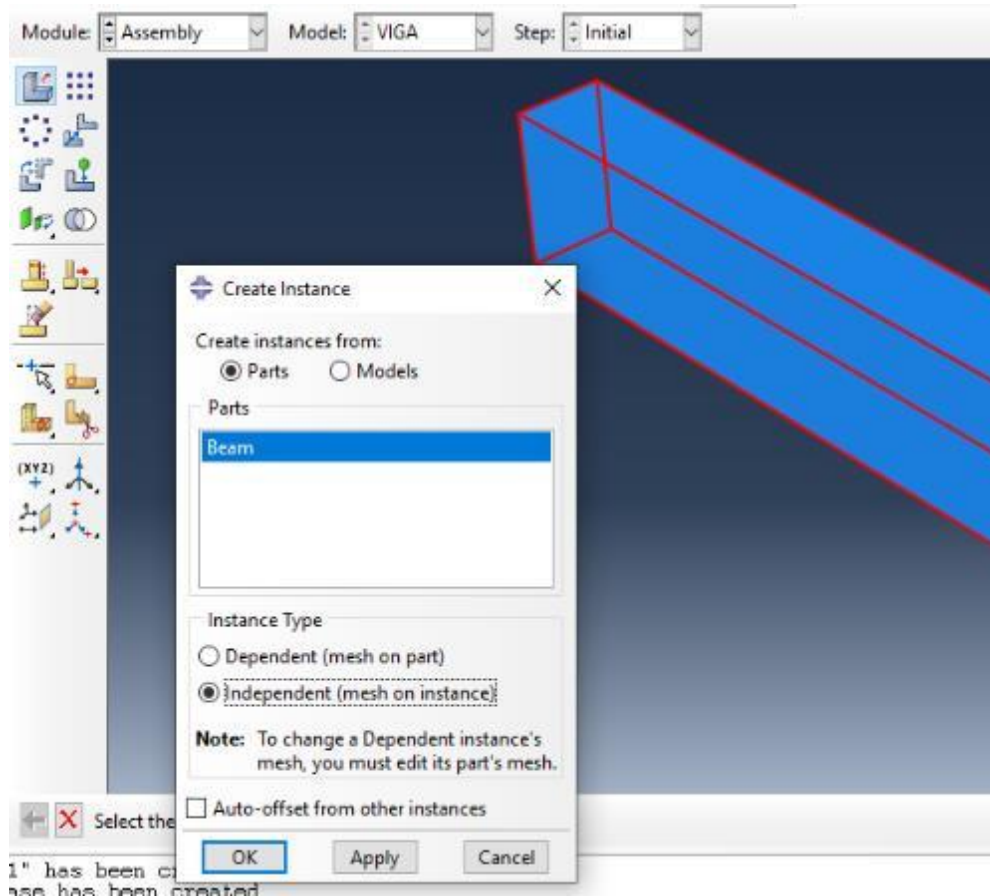 Module: Assembly Model: VIGA Step: Initial
(XYZ)
Create Instance
Create instances from:
Parts Models
Parts
Beam
Instance Type
Dependent (mesh on part)
Independent (mesh on instance)
Note: To change a Dependent instance's
mesh, you must edit its part's mesh.
Auto-offset from other instances
Select the
OK Apply Cancel
1" has been
ase has been created